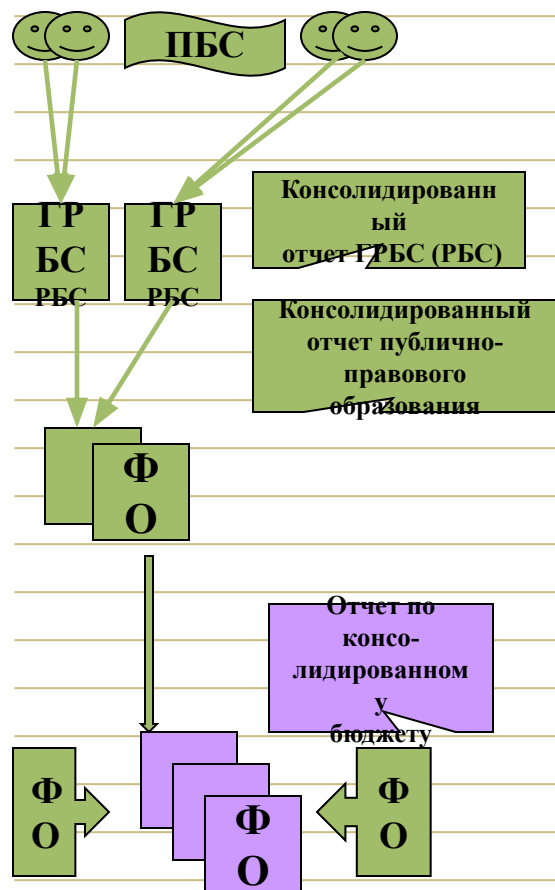 ПБС
ГР
БС
РБС
ГР
БС
РБС
Консолидированн
ый
отчет ГРБС (РБС)
Консолидированный
отчет публично-
правового
образования
Ф
О
Отчет по
консо-
лидированном
у
бюджету
Ф
О
Ф
О
Ф
О